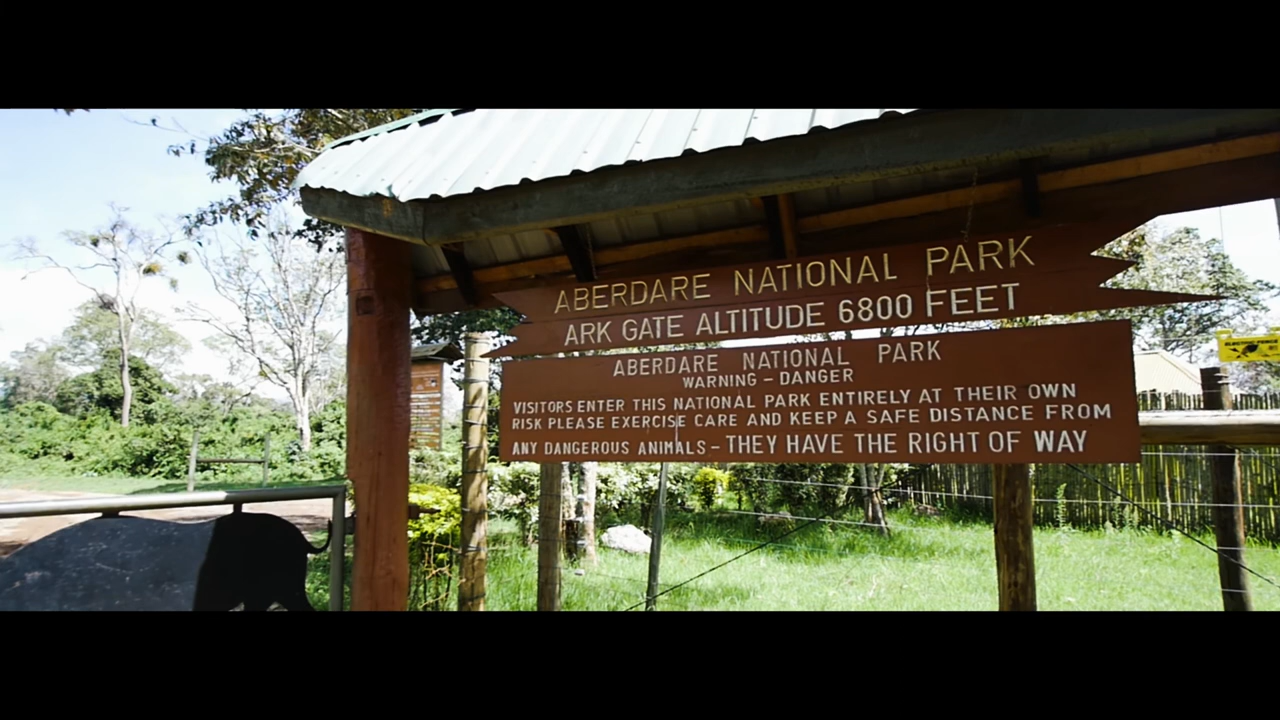 ABERDARE NATIONAL PARK
ARK GATE ALTITUDE 6800 FEET
ABERDARE NATIONAL PARK
WARNING - DANGER
VISITORS ENTER THIS NATIONAL PARK ENTIRELY AT THEIR OWN
RISK PLEASE EXERCISE CARE AND KEEP A SAFE DISTANCE FROM
ANY DANGEROUS ANIMALS - THEY HAVE THE RIGHT OF WAY
ELECTRIC FENCE